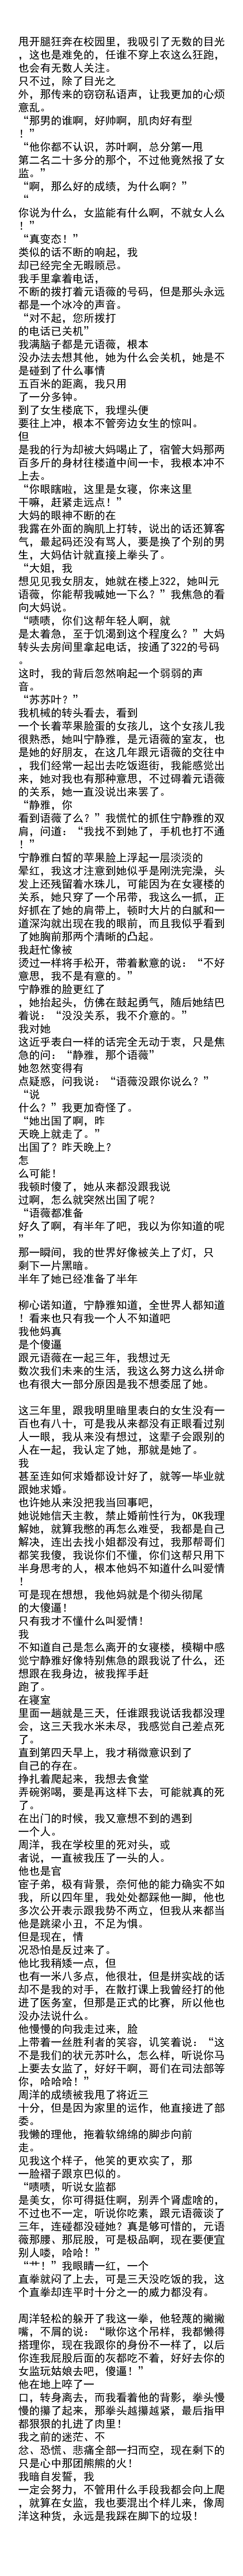 甩开腿狂奔在校园里，我吸引了无数的目光
，这也是难免的，任谁不穿上衣这么狂跑，
也会有无数人关注。
只不过，除了目光之
外，那传来的窃窃私语声，让我更加的心烦
意乱。
“那男的谁啊，好帅啊，肌肉好有型
！”
“他你都不认识，苏叶啊，总分第一甩
第二名二十多分的那个，不过他竟然报了女
监。”
“啊，那么好的成绩，为什么啊？”
“
你说为什么，女监能有什么啊，不就女人么
！”
“真变态！”
类似的话不断的响起，我
却已经完全无暇顾忌。
我手里拿着电话，
不断的拨打着元语薇的号码，但是那头永远
都是一个冰冷的声音。
“对不起，您所拨打
的电话已关机”
我满脑子都是元语薇，根本
没办法去想其他，她为什么会关机，她是不
是碰到了什么事情
五百米的距离，我只用
了一分多钟。
到了女生楼底下，我埋头便
要往上冲，根本不管旁边女生的惊叫。
但
是我的行为却被大妈喝止了，宿管大妈那两
百多斤的身材往楼道中间一卡，我根本冲不
上去。
“你眼瞎啦，这里是女寝，你来这里
干嘛，赶紧走远点！”
大妈的眼神不断的在
我露在外面的胸肌上打转，说出的话还算客
气，最起码还没有骂人，要是换了个别的男
生，大妈估计就直接上拳头了。
“大姐，我
想见见我女朋友，她就在楼上322，她叫元
语薇，你能帮我喊她一下么？”我焦急的看
向大妈说。
“啧啧，你们这帮年轻人啊，就
是太着急，至于饥渴到这个程度么？”大妈
转头去房间里拿起电话，按通了322的号码
。
这时，我的背后忽然响起一个弱弱的声
音。
“苏苏叶？”
我机械的转头看去，看到
一个长着苹果脸蛋的女孩儿，这个女孩儿我
很熟悉，她叫宁静雅，是元语薇的室友，也
是她的好朋友，在这几年跟元语薇的交往中
，我们经常一起出去吃饭逛街，我能感觉出
来，她对我也有那种意思，不过碍着元语薇
的关系，她一直没说出来罢了。
“静雅，你
看到语薇了么？”我慌忙的抓住宁静雅的双
肩，问道：“我找不到她了，手机也打不通
！”
宁静雅白皙的苹果脸上浮起一层淡淡的
晕红，我这才注意到她似乎是刚洗完澡，头
发上还残留着水珠儿，可能因为在女寝楼的
关系，她只穿了一个吊带，我这么一抓，正
好抓在了她的肩带上，顿时大片的白腻和一
道深沟就出现在我的眼前，而且我似乎看到
了她胸前那两个清晰的凸起。
我赶忙像被
烫过一样将手松开，带着歉意的说：“不好
意思，我不是有意的。”
宁静雅的脸更红了
，她抬起头，仿佛在鼓起勇气，随后她结巴
着说：“没没关系，我不介意的。”
我对她
这近乎表白一样的话完全无动于衷，只是焦
急的问：“静雅，那个语薇”
她忽然变得有
点疑惑，问我说：“语薇没跟你说么？”
“说
什么？”我更加奇怪了。
“她出国了啊，昨
天晚上就走了。”
出国了？昨天晚上？
怎
么可能！
我顿时傻了，她从来都没跟我说
过啊，怎么就突然出国了呢？
“语薇都准备
好久了啊，有半年了吧，我以为你知道的呢
”
那一瞬间，我的世界好像被关上了灯，只
剩下一片黑暗。
半年了她已经准备了半年

柳心诺知道，宁静雅知道，全世界人都知道
！看来也只有我一个人不知道吧
我他妈真
是个傻逼
跟元语薇在一起三年，我想过无
数次我们未来的生活，我这么努力这么拼命
也有很大一部分原因是我不想委屈了她。

这三年里，跟我明里暗里表白的女生没有一
百也有八十，可是我从来都没有正眼看过别
人一眼，我从来没有想过，这辈子会跟别的
人在一起，我认定了她，那就是她了。
我
甚至连如何求婚都设计好了，就等一毕业就
跟她求婚。
也许她从来没把我当回事吧，
她说她信天主教，禁止婚前性行为，OK我理
解她，就算我憋的再怎么难受，我都是自己
解决，连出去找小姐都没有过，我那帮哥们
都笑我傻，我说你们不懂，你们这帮只用下
半身思考的人，根本他妈不知道什么叫爱情
！
可是现在想想，我他妈就是个彻头彻尾
的大傻逼！
只有我才不懂什么叫爱情！
我
不知道自己是怎么离开的女寝楼，模糊中感
觉宁静雅好像特别焦急的跟我说了什么，还
想跟在我身边，被我挥手赶
跑了。
在寝室
里面一趟就是三天，任谁跟我说话我都没理
会，这三天我水米未尽，我感觉自己差点死
了。
直到第四天早上，我才稍微意识到了
自己的存在。
挣扎着爬起来，我想去食堂
弄碗粥喝，要是再这样下去，可能就真的死
了。
在出门的时候，我又意想不到的遇到
一个人。
周洋，我在学校里的死对头，或
者说，一直被我压了一头的人。
他也是官
宦子弟，极有背景，奈何他的能力确实不如
我，所以四年里，我处处都踩他一脚，他也
多次公开表示跟我势不两立，但我从来都当
他是跳梁小丑，不足为惧。
但是现在，情
况恐怕是反过来了。
他比我稍矮一点，但
也有一米八多点，他很壮，但是拼实战的话
却不是我的对手，在散打课上我曾经打的他
进了医务室，但那是正式的比赛，所以他也
没办法说什么。
他慢慢的向我走过来，脸
上带着一丝胜利者的笑容，讥笑着说：“这
不是我们的状元苏叶么，怎么样，听说你马
上要去女监了，好好干啊，哥们在司法部等
你，哈哈哈！”
周洋的成绩被我甩了将近三
十分，但是因为家里的运作，他直接进了部
委。
我懒的理他，拖着软绵绵的脚步向前
走。
见我这个样子，他笑的更欢实了，那
一脸褶子跟京巴似的。
“啧啧，听说女监都
是美女，你可得挺住啊，别弄个肾虚啥的，
不过也不一定，听说你吃素，跟元语薇谈了
三年，连碰都没碰她？真是够可惜的，元语
薇那腰、那屁股，可是极品啊，现在要便宜
别人喽，哈哈！”
“艹！”我眼睛一红，一个
直拳就闷了上去，可是三天没吃饭的我，这
个直拳却连平时十分之一的威力都没有。

周洋轻松的躲开了我这一拳，他轻蔑的撇撇
嘴，不屑的说：“瞅你这个吊样，我都懒得
搭理你，现在我跟你的身份不一样了，以后
你连我屁股后面的灰都吃不着，好好去你的
女监玩姑娘去吧，傻逼！”
他在地上啐了一
口，转身离去，而我看着他的背影，拳头慢
慢的攥了起来，那拳头越攥越紧，最后指甲
都狠狠的扎进了肉里！
我之前的迷茫、不
忿、恐慌、悲痛全部一扫而空，现在剩下的
只是心中那团熊熊的火！
我暗自发誓，我
一定会努力，不管用什么手段我都会向上爬
，就算在女监，我也要混出个样儿来，像周
洋这种货，永远是我踩在脚下的垃圾！